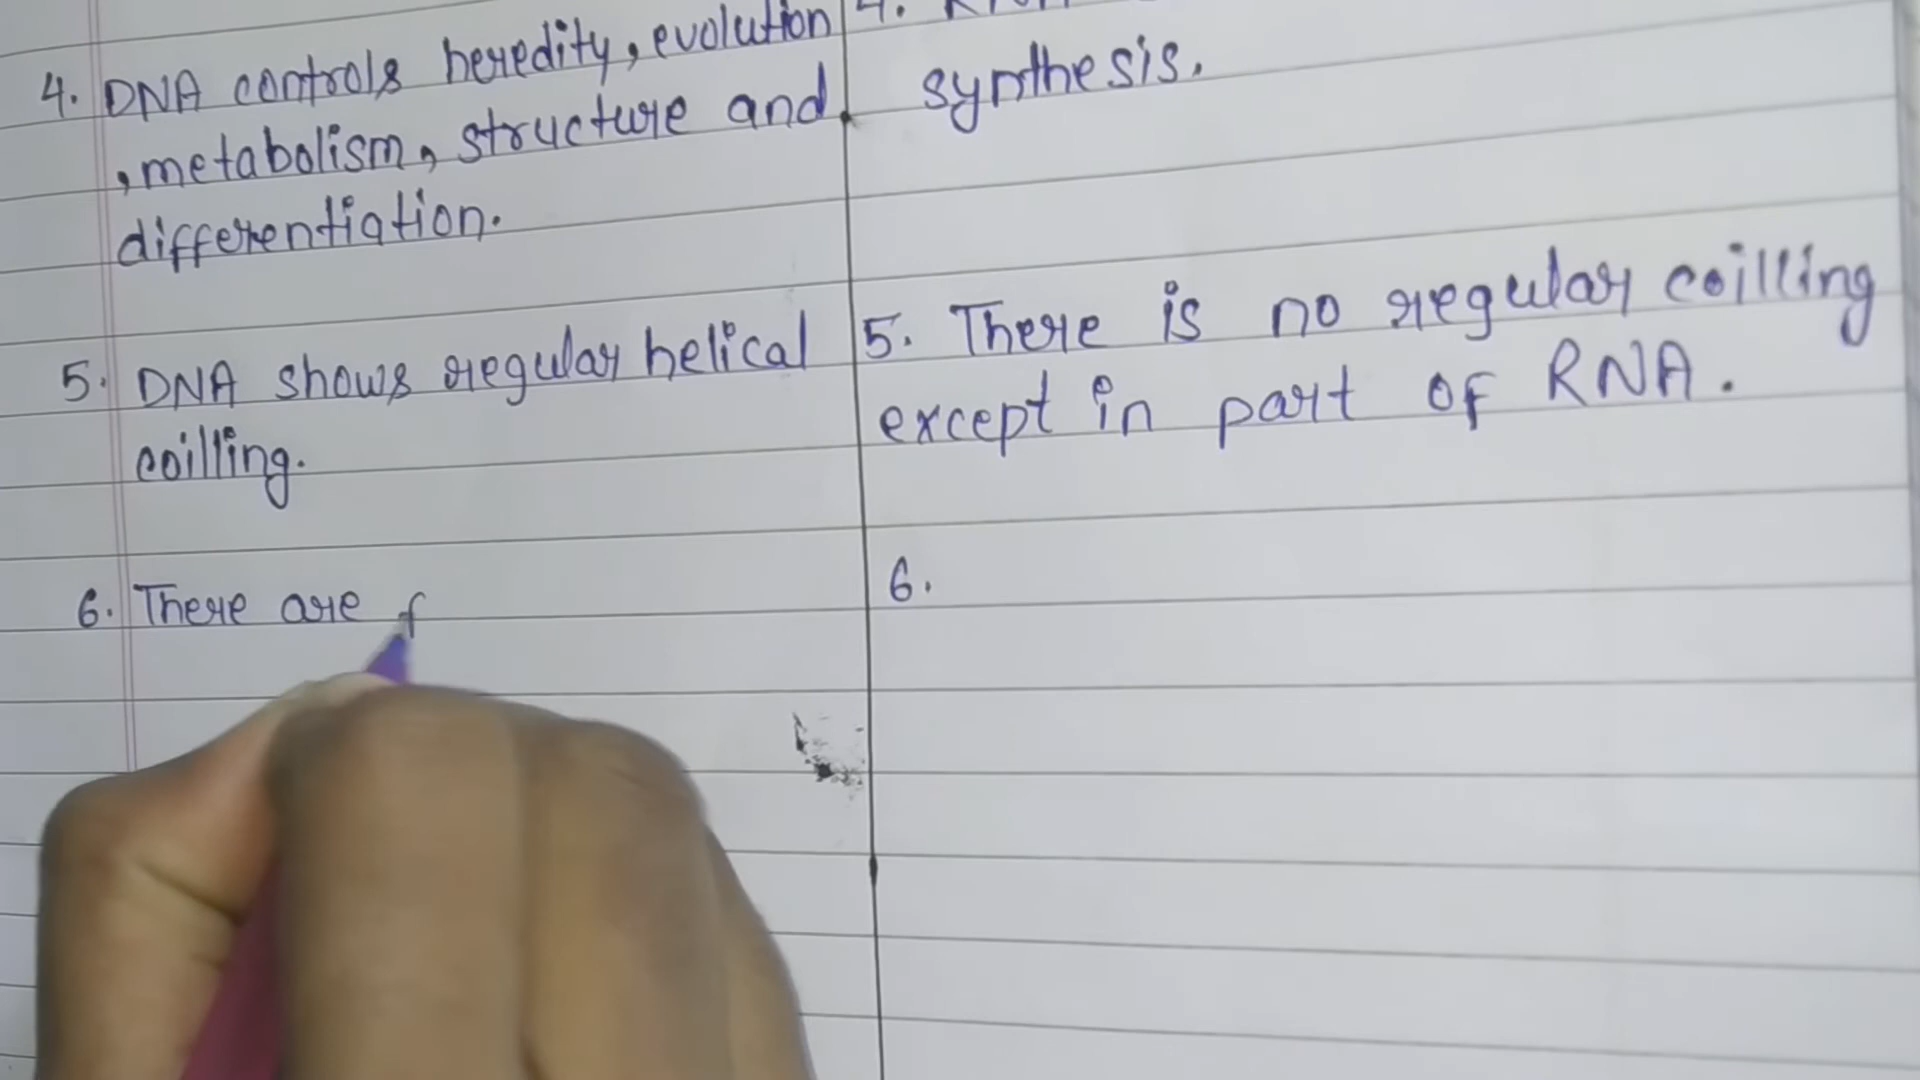 4. DNA controls heredity, evolution
, metabolism, structure and
differentiation.
5. DNA shows regular helical
coilling.
6. There are f
4.
synthesis.
5. There is no regular coilling
except in part of RNA.
6.